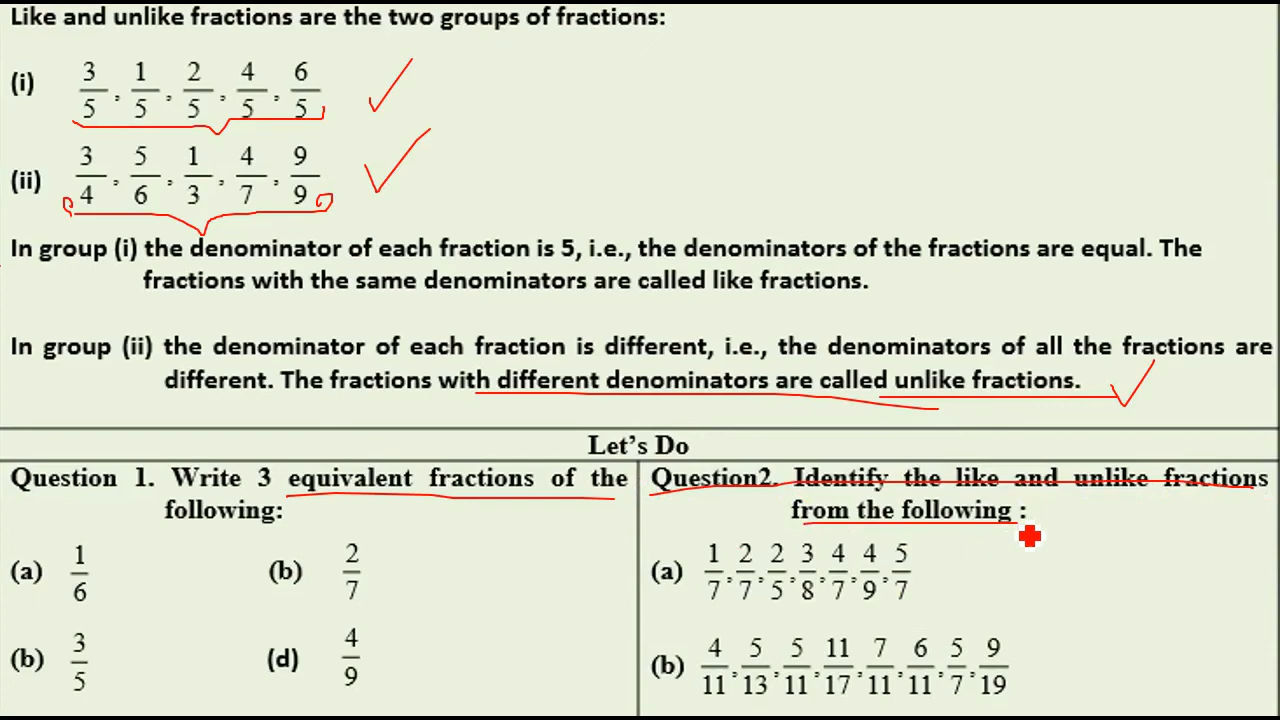 Like and unlike fractions are the two groups of fractions:
(i) 3/5, 1/5, 2/5, 4/5, 6/5
(ii) 3/4, 5/6, 1/3, 4/7, 9/9
In group (i) the denominator of each fraction is 5, i.e., the denominators of the fractions are equal. The
fractions with the same denominators are called like fractions.
In group (ii) the denominator of each fraction is different, i.e., the denominators of all the fractions are
different. The fractions with different denominators are called unlike fractions.
Let's Do
Question 1. Write 3 equivalent fractions of the
following:
(a) 1/6 (b) 2/7
(b) 3/5 (d) 4/9
Question2. Identify the like and unlike fractions
from the following :
(a) 1/7, 2/7, 2/5, 3/8, 4/7, 4/9, 5/7
(b) 4/11, 5/13, 5/11, 11/17, 7/11, 6/11, 5/7, 9/19